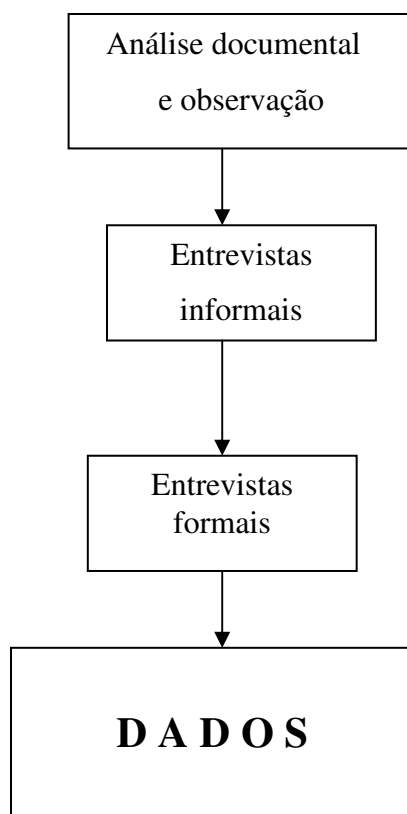 Análise documental
e observação
Entrevistas
informais
Entrevistas
formais
D A D O S